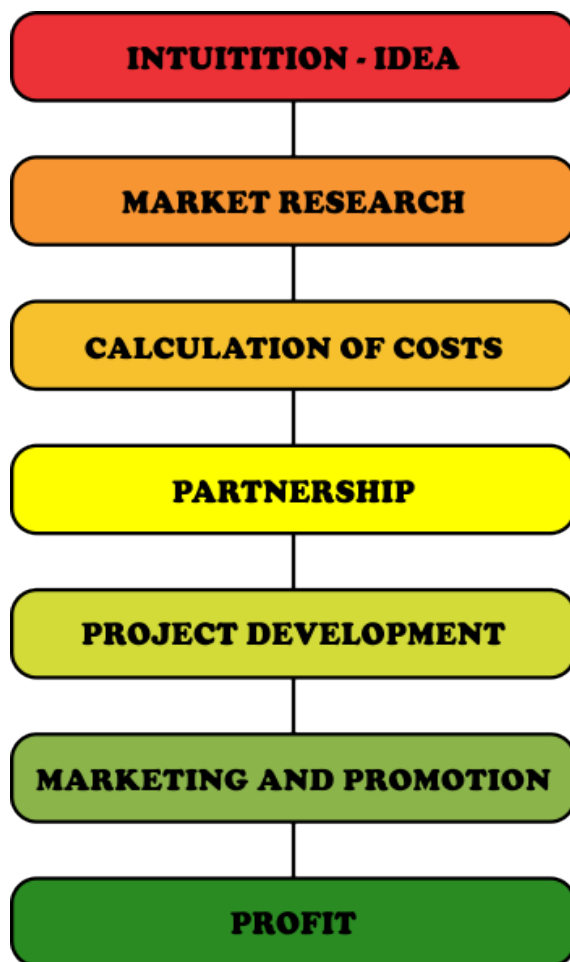 INTUITITION - IDEA
MARKET RESEARCH
CALCULATION OF COSTS
PARTNERSHIP
PROJECT DEVELOPMENT
MARKETING AND PROMOTION
PROFIT